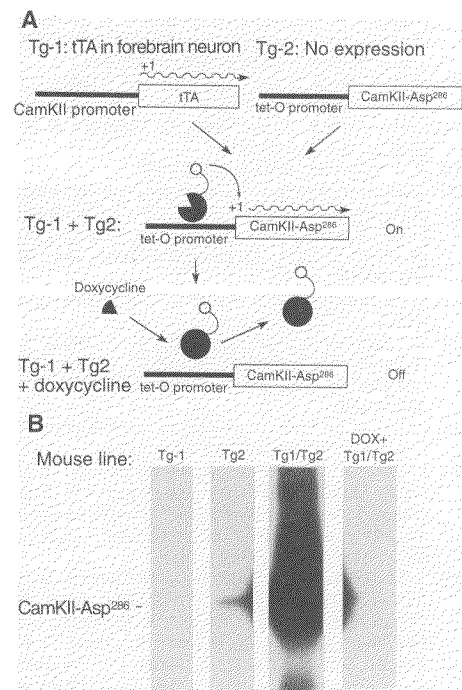 A
Tg-1: tTA in forebrain neuron
Tg-2: No expression
+1
tTA
CamKII-Asp286
CamKII promoter
tet-O promoter
Tg-1 + Tg2:
+1
CamKII-Asp286
On
tet-O promoter
Doxycycline
Tg-1 + Tg2
+ doxycycline
CamKII-Asp286
Off
tet-O promoter
B
Mouse line:
Tg-1
Tg2
Tg1/Tg2
DOX+
Tg1/Tg2
CamKII-Asp286 -